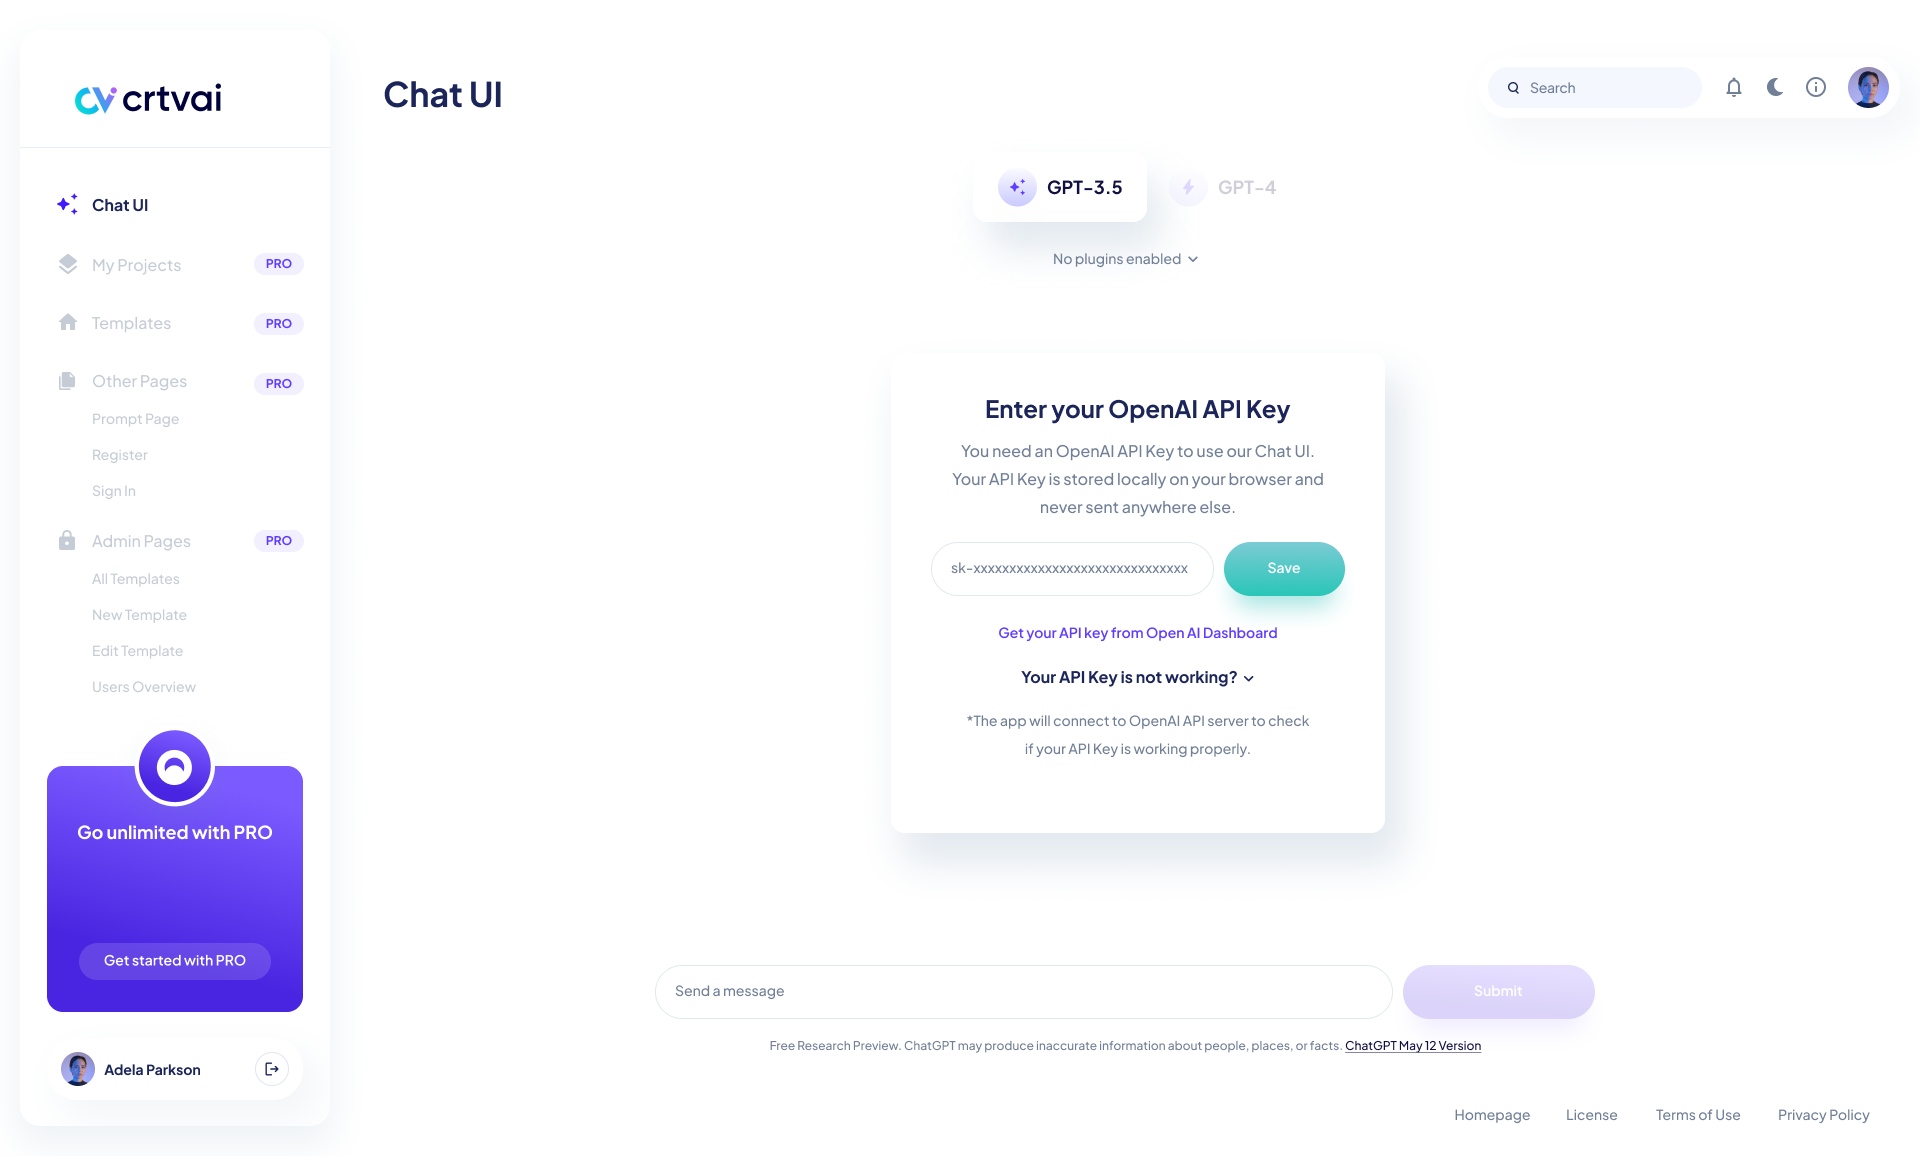 crtvai
Chat UI
My Projects PRO
Templates PRO
Other Pages PRO
Prompt Page
Register
Sign In
Admin Pages PRO
All Templates
New Template
Edit Template
Users Overview
Go unlimited with PRO
Get started with PRO
Adela Parkson
Chat UI
Search
GPT-3.5 GPT-4
No plugins enabled
Enter your OpenAI API Key
You need an OpenAI API Key to use our Chat UI.
Your API Key is stored locally on your browser and
never sent anywhere else.
sk-xxxxxxxxxxxxxxxxxxxxxxxxxxxxxx Save
Get your API key from Open AI Dashboard
Your API Key is not working?
*The app will connect to OpenAI API server to check
if your API Key is working properly.
Send a message Submit
Free Research Preview. ChatGPT may produce inaccurate information about people, places, or facts. ChatGPT May 12 Version
Homepage License Terms of Use Privacy Policy